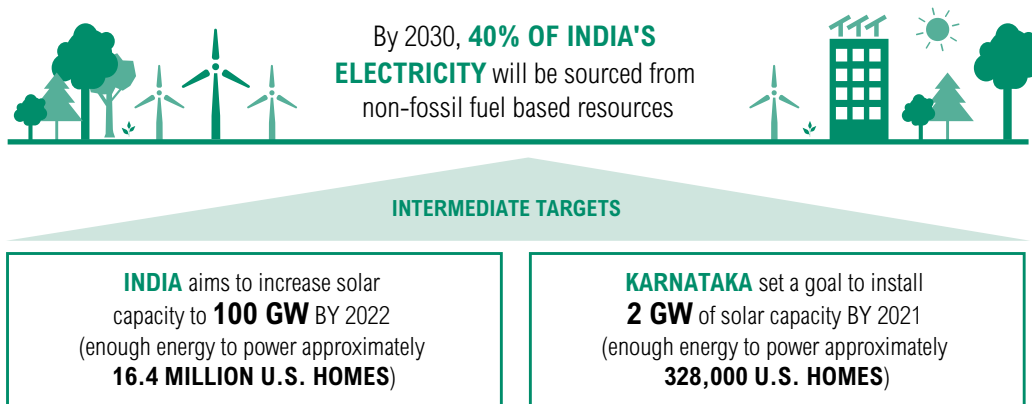 By 2030, 40% OF INDIA'S
ELECTRICITY will be sourced from
non-fossil fuel based resources
INTERMEDIATE TARGETS
INDIA aims to increase solar
capacity to 100 GW BY 2022
(enough energy to power approximately
16.4 MILLION U.S. HOMES)
KARNATAKA set a goal to install
2 GW of solar capacity BY 2021
(enough energy to power approximately
328,000 U.S. HOMES)